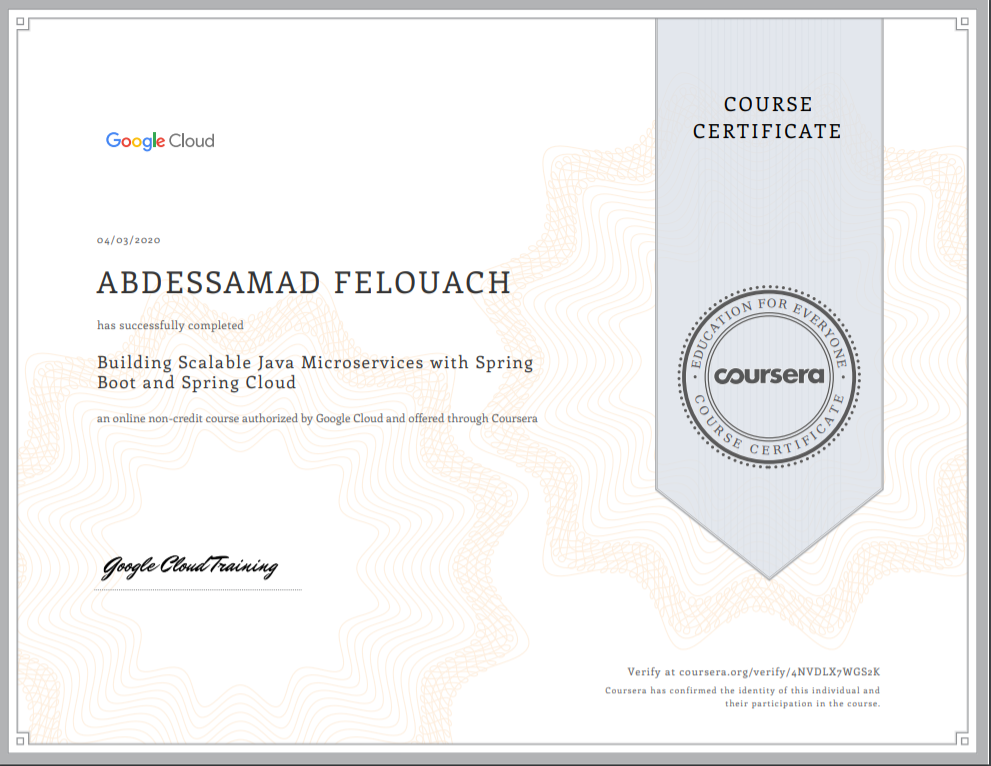 COURSE
CERTIFICATE
Google Cloud
04/03/2020
ABDESSAMAD FELOUACH
has successfully completed
Building Scalable Java Microservices with Spring
Boot and Spring Cloud
an online non-credit course authorized by Google Cloud and offered through Coursera
EDUCATION FOR EVERYONE
coursera
COURSE CERTIFICATE
Google Cloud Training
Verify at coursera.org/verify/4NVDLX7WGS2K
Coursera has confirmed the identity of this individual and
their participation in the course.